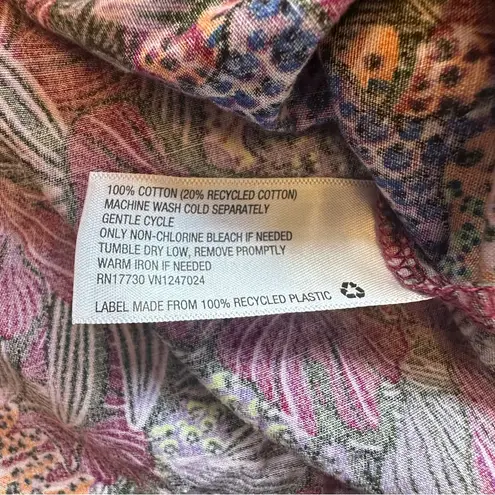 100% COTTON (20% RECYCLED COTTON)
MACHINE WASH COLD SEPARATELY
GENTLE CYCLE
ONLY NON-CHLORINE BLEACH IF NEEDED
TUMBLE DRY LOW, REMOVE PROMPTLY
WARM IRON IF NEEDED
RN17730 VN1247024
LABEL MADE FROM 100% RECYCLED PLASTIC